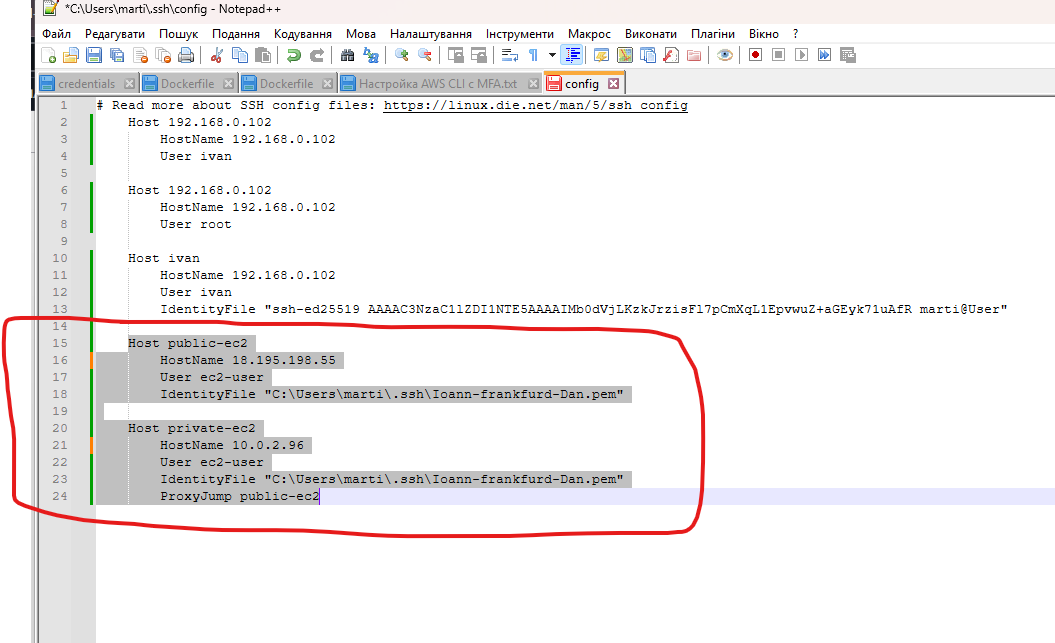 *C:\Users\marti\.ssh\config - Notepad++
Файл Редагувати Пошук Подання Кодування Мова Налаштування Інструменти Макрос Виконати Плагіни Вікно ?
credentials Dockerfile Dockerfile Настройка AWS CLI с MFA.txt config
1 # Read more about SSH config files: https://linux.die.net/man/5/ssh_config
2 Host 192.168.0.102
3 HostName 192.168.0.102
4 User ivan
5
6 Host 192.168.0.102
7 HostName 192.168.0.102
8 User root
9
10 Host ivan
11 HostName 192.168.0.102
12 User ivan
13 IdentityFile "ssh-ed25519 AAAAC3NzaC1lZDI1NTE5AAAAIMb0dVjLKzkJrzisFl7pCmXqL1EpvwuZ+aGEyk71uAfR marti@User"
14
15 Host public-ec2
16 HostName 18.195.198.55
17 User ec2-user
18 IdentityFile "C:\Users\marti\.ssh\Ioann-frankfurd-Dan.pem"
19
20 Host private-ec2
21 HostName 10.0.2.96
22 User ec2-user
23 IdentityFile "C:\Users\marti\.ssh\Ioann-frankfurd-Dan.pem"
24 ProxyJump public-ec2